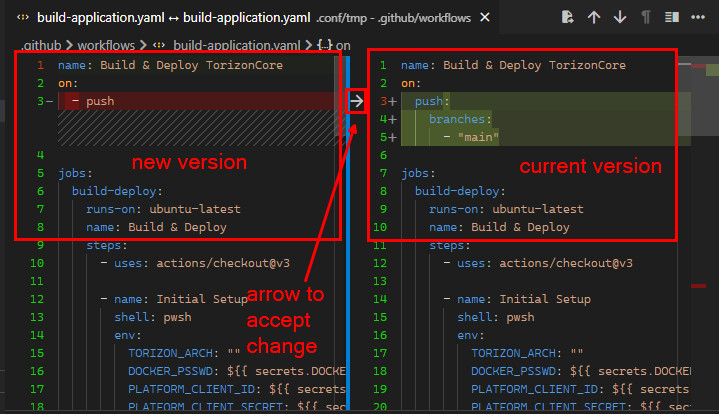 build-application.yaml ↔ build-application.yaml .conf/tmp - .github/workflows
.github > workflows > build-application.yaml > {...} on
1 name: Build & Deploy TorizonCore
2 on:
3 - - push
4
5 jobs:
6 build-deploy:
7 runs-on: ubuntu-latest
8 name: Build & Deploy
9 steps:
10 - uses: actions/checkout@v3
11
12 - name: Initial Setup
13 shell: pwsh
14 env:
15 TORIZON_ARCH: ""
16 DOCKER_PSSWD: ${{ secrets.DOCKE
17 PLATFORM_CLIENT_ID: ${{ secrets
18 PLATFORM_CLIENT_SECRET: ${{ sec
new version
arrow to
accept
change
1 name: Build & Deploy TorizonCore
2 on:
3+ push:
4+ branches:
5+ - "main"
6
7 jobs:
8 build-deploy:
9 runs-on: ubuntu-latest
10 name: Build & Deploy
11 steps:
12 - uses: actions/checkout@v3
13
14 - name: Initial Setup
15 shell: pwsh
16 env:
17 TORIZON_ARCH: ""
18 DOCKER_PSSWD: ${{ secrets.DOCKE
19 PLATFORM_CLIENT_ID: ${{ secrets
20 PLATFORM_CLIENT_SECRET: ${{ sec
current version